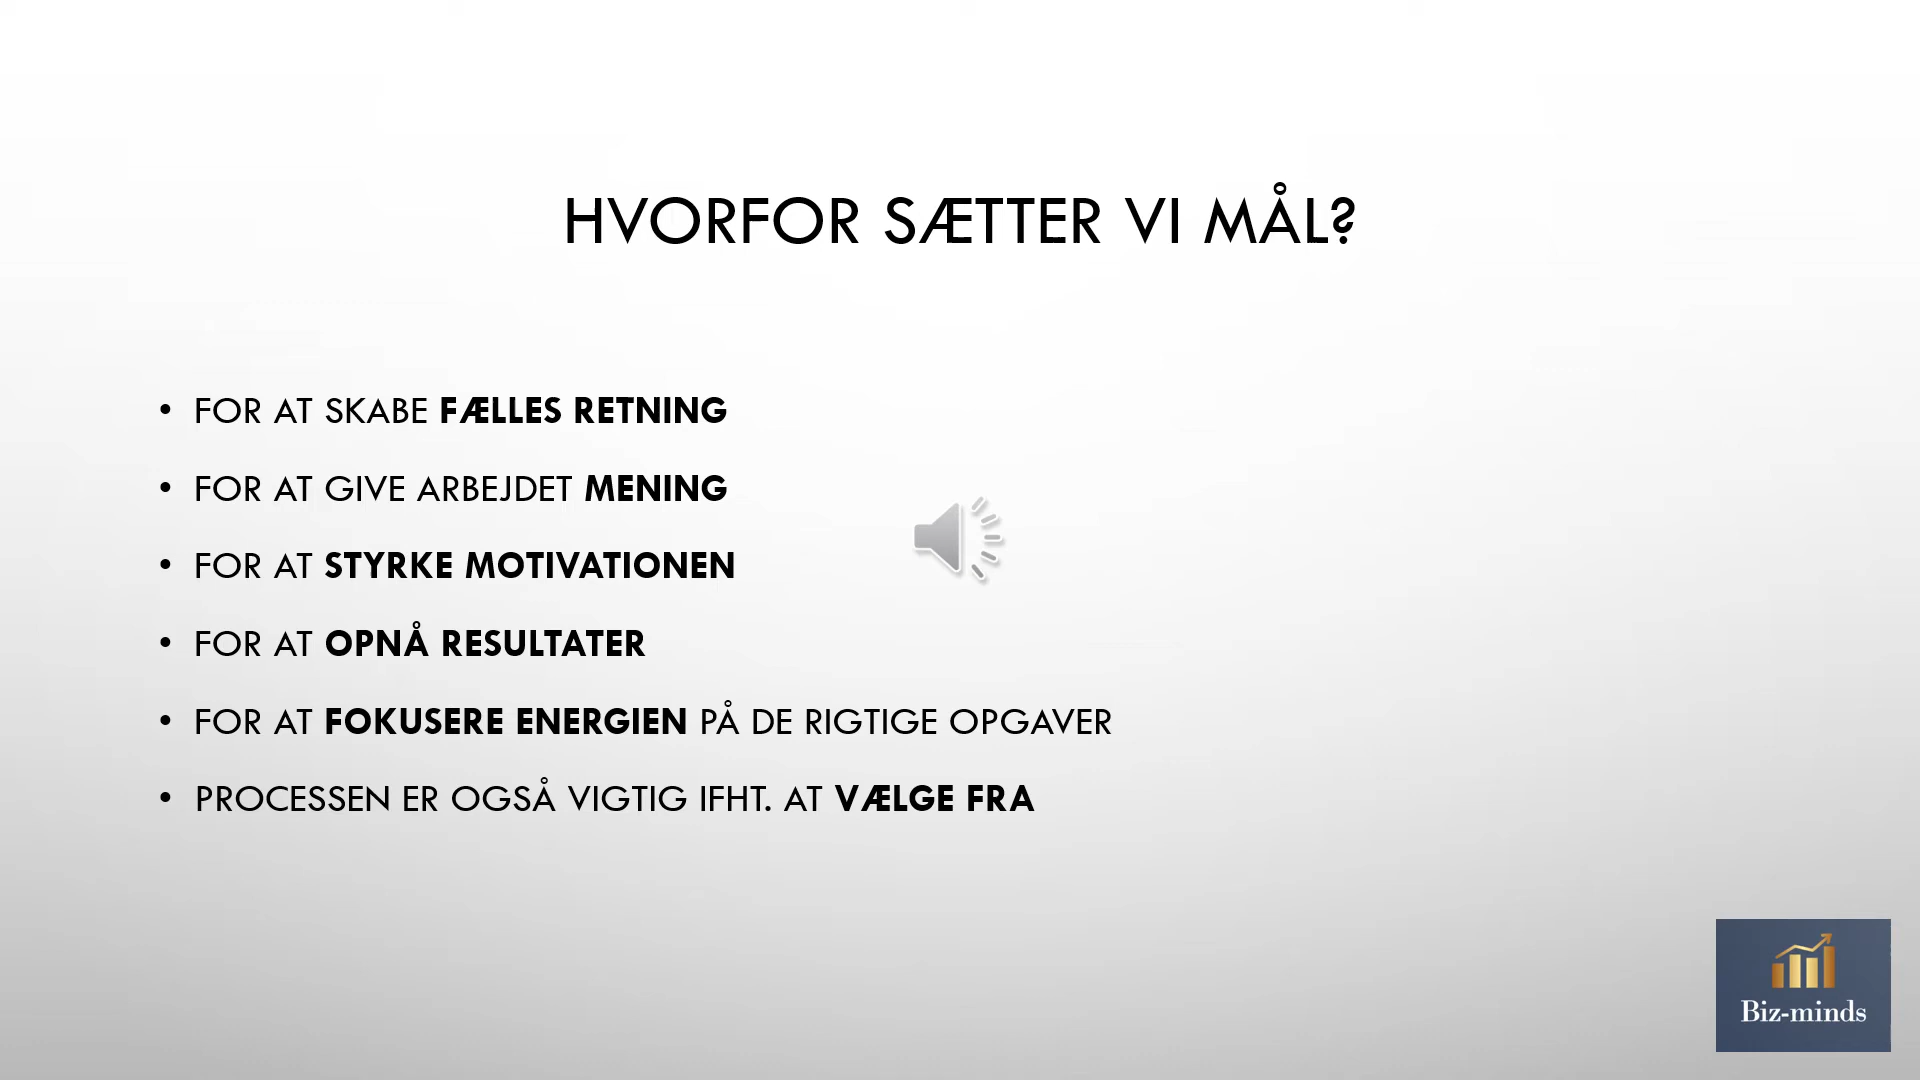 HVORFOR SÆTTER VI MÅL?
• FOR AT SKABE FÆLLES RETNING
• FOR AT GIVE ARBEJDET MENING
• FOR AT STYRKE MOTIVATIONEN
• FOR AT OPNÅ RESULTATER
• FOR AT FOKUSERE ENERGIEN PÅ DE RIGTIGE OPGAVER
• PROCESSEN ER OGSÅ VIGTIG IFHT. AT VÆLGE FRA
Biz-minds